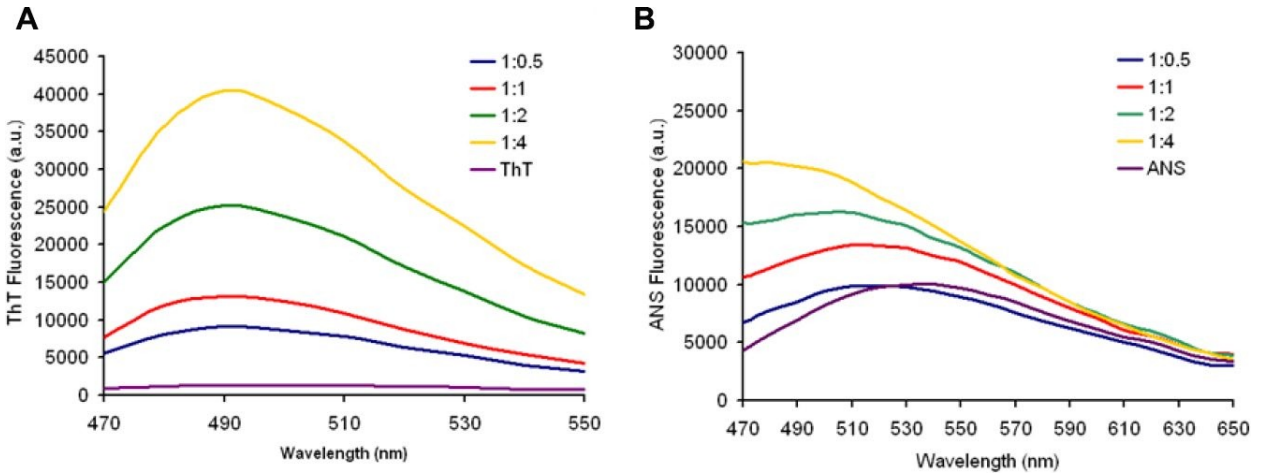 A
ThT Fluorescence (a.u.)
45000
40000
35000
30000
25000
20000
15000
10000
5000
0
470 490 510 530 550
Wavelength (nm)
1:0.5
1:1
1:2
1:4
ThT
B
ANS Fluorescence (a.u.)
30000
25000
20000
15000
10000
5000
0
470 490 510 530 550 570 590 610 630 650
Wavelength (nm)
1:0.5
1:1
1:2
1:4
ANS